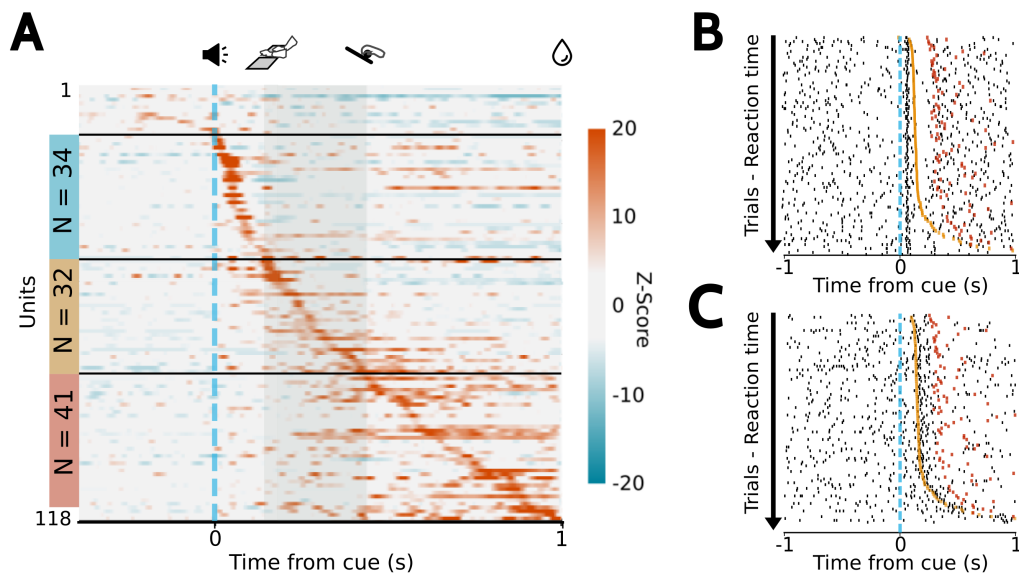 A
1
N = 34
N = 32
N = 41
Units
118
0
1
Time from cue (s)
20
10
0
-10
-20
Z-Score
B
Trials - Reaction time
-1
0
1
Time from cue (s)
C
Trials - Reaction time
-1
0
1
Time from cue (s)